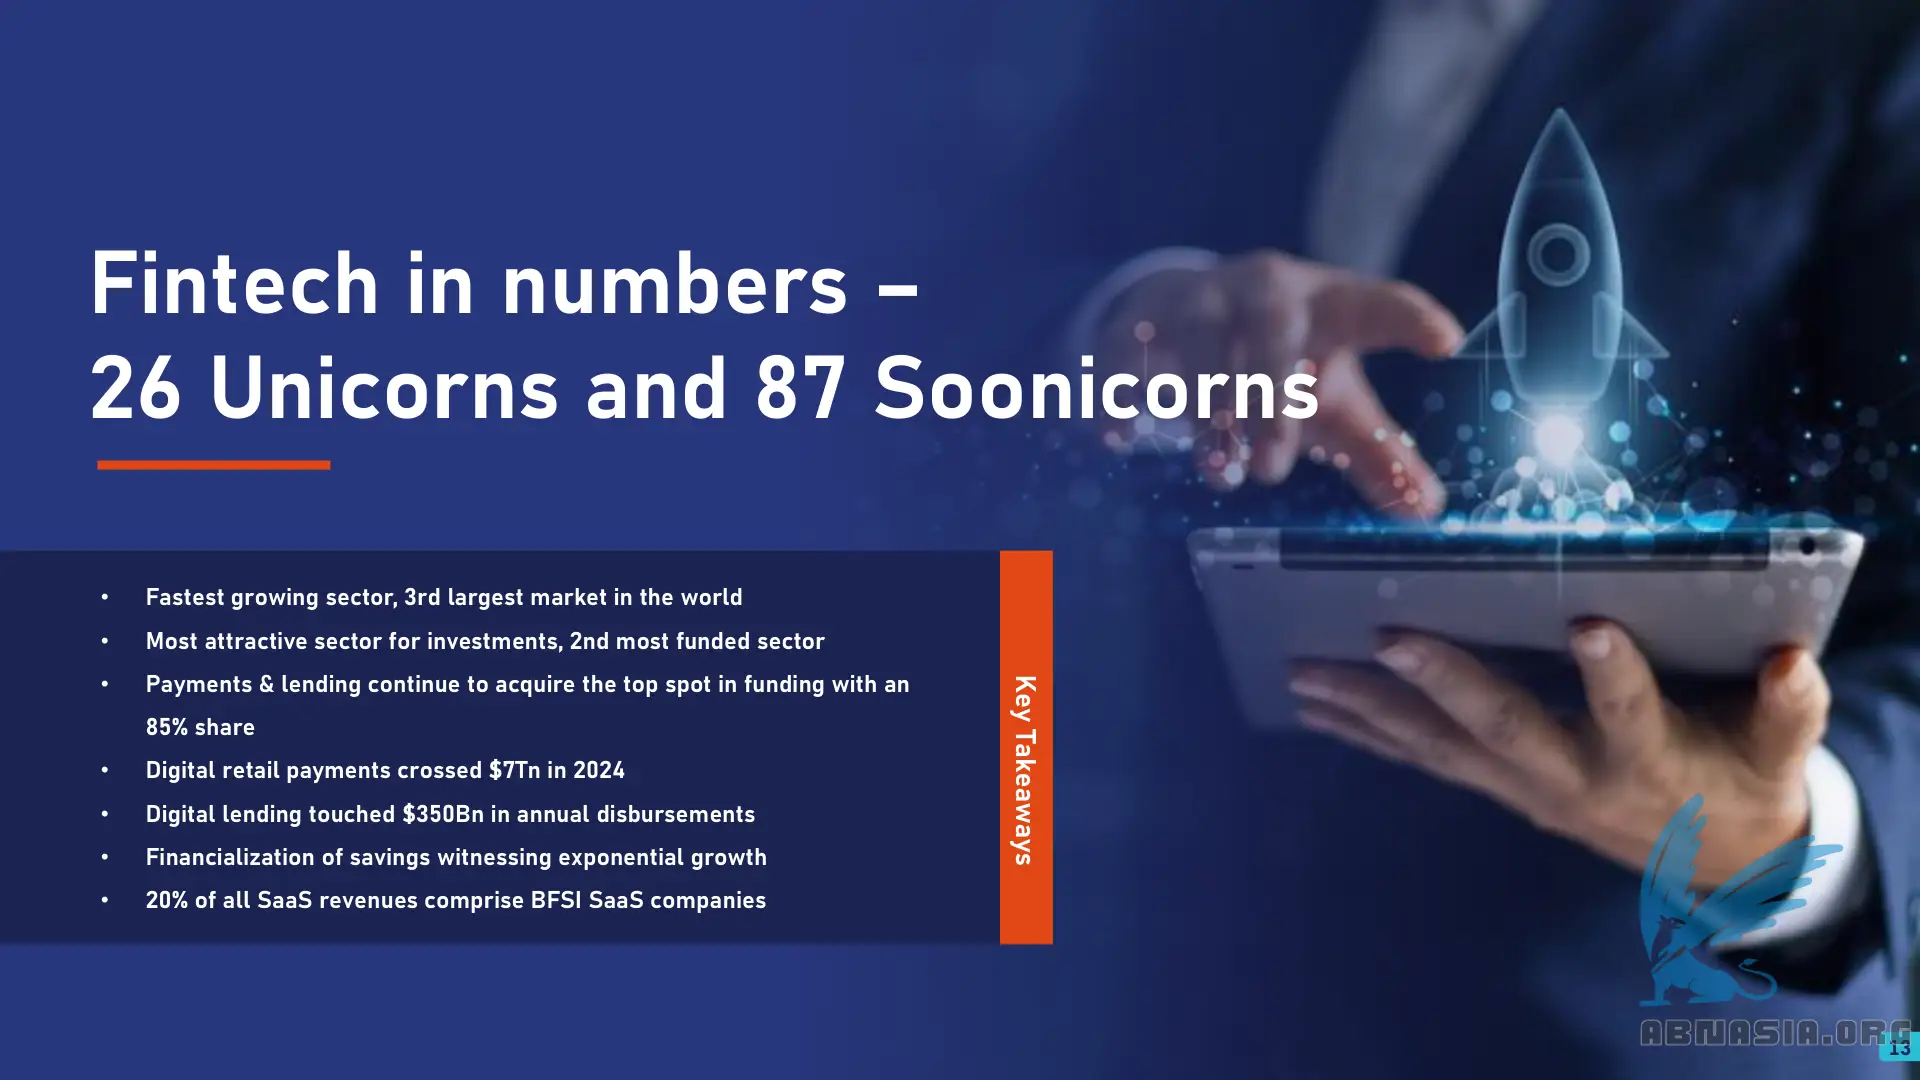 Fintech in numbers –
26 Unicorns and 87 Soonicorns
• Fastest growing sector, 3rd largest market in the world
• Most attractive sector for investments, 2nd most funded sector
• Payments & lending continue to acquire the top spot in funding with an
85% share
• Digital retail payments crossed $7Tn in 2024
• Digital lending touched $350Bn in annual disbursements
• Financialization of savings witnessing exponential growth
• 20% of all SaaS revenues comprise BFSI SaaS companies
Key Takeaways
ABNASIA.ORG
13